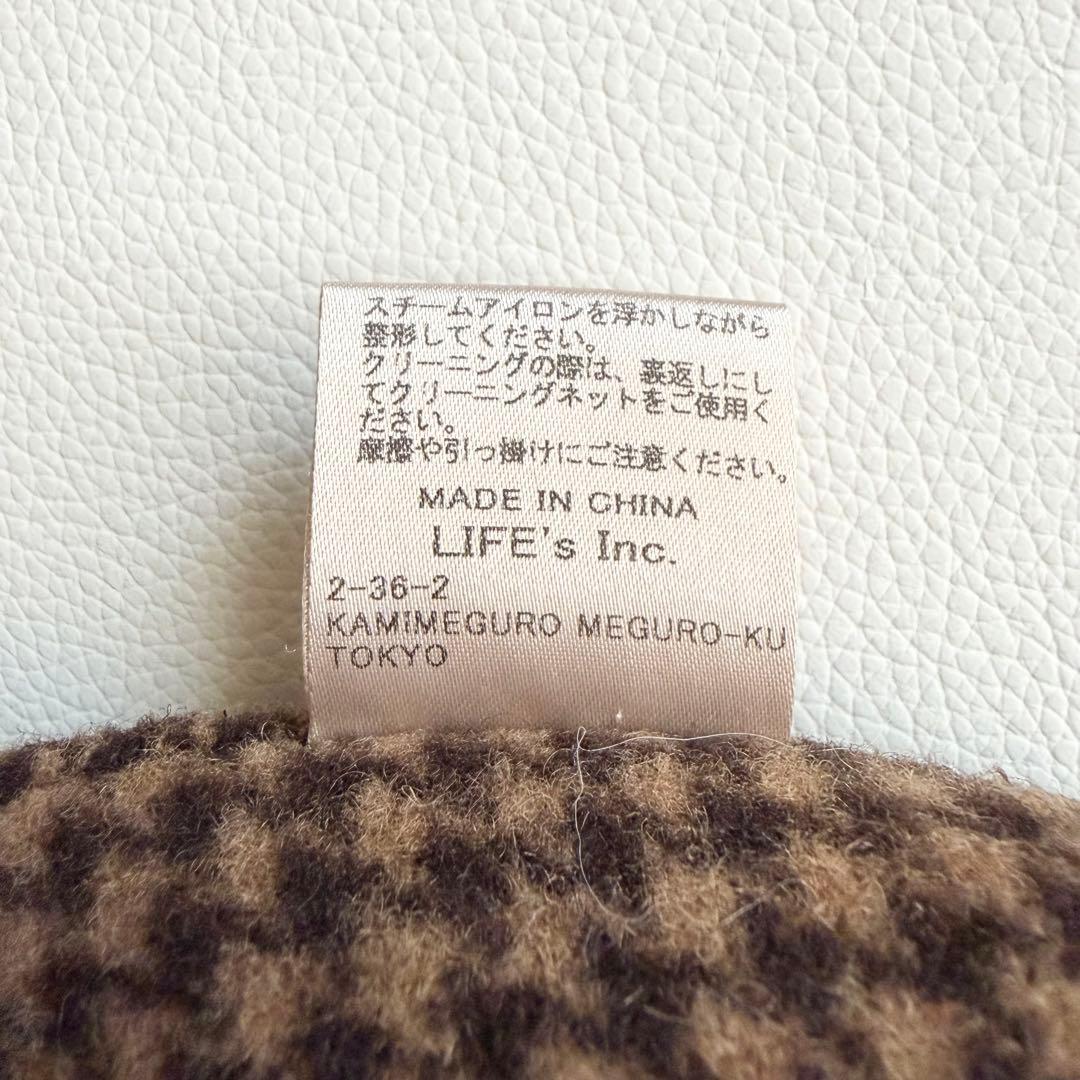 スチームアイロンを浮かしながら
整形してください。
クリーニングの際は、裏返しにし
てクリーニングネットをご使用く
ださい。
摩擦や引っ掛けにご注意ください。
MADE IN CHINA
LIFE's Inc.
2-36-2
KAMIMEGURO MEGURO-KU
TOKYO